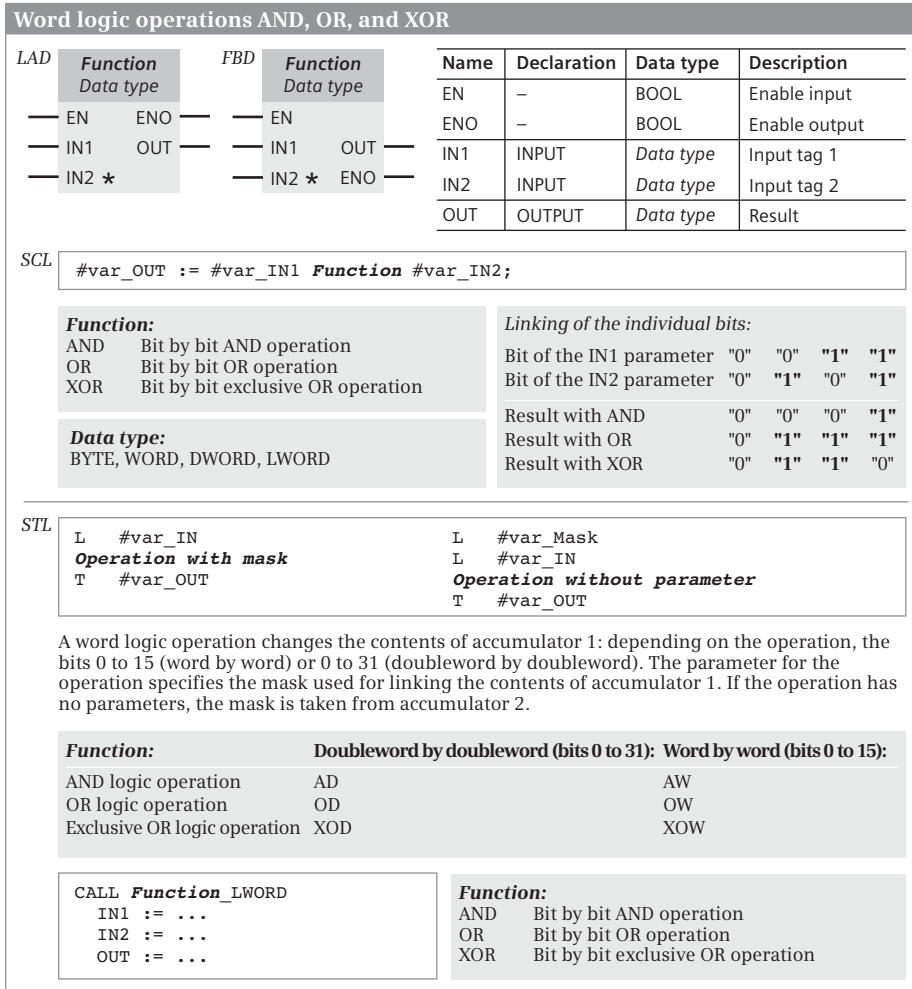 Word logic operations AND, OR, and XOR
LAD
Function
Data type
EN ENO
IN1 OUT
IN2 *
FBD
Function
Data type
EN
IN1 OUT
IN2 * ENO
Name Declaration Data type Description
EN – BOOL Enable input
ENO – BOOL Enable output
IN1 INPUT Data type Input tag 1
IN2 INPUT Data type Input tag 2
OUT OUTPUT Data type Result
SCL
#var_OUT := #var_IN1 Function #var_IN2;
Function:
AND Bit by bit AND operation
OR Bit by bit OR operation
XOR Bit by bit exclusive OR operation
Data type:
BYTE, WORD, DWORD, LWORD
Linking of the individual bits:
Bit of the IN1 parameter "0" "0" "1" "1"
Bit of the IN2 parameter "0" "1" "0" "1"
Result with AND "0" "0" "0" "1"
Result with OR "0" "1" "1" "1"
Result with XOR "0" "1" "1" "0"
STL
L #var_IN
Operation with mask
T #var_OUT
L #var_Mask
L #var_IN
Operation without parameter
T #var_OUT
A word logic operation changes the contents of accumulator 1: depending on the operation, the
bits 0 to 15 (word by word) or 0 to 31 (doubleword by doubleword). The parameter for the
operation specifies the mask used for linking the contents of accumulator 1. If the operation has
no parameters, the mask is taken from accumulator 2.
Function: Doubleword by doubleword (bits 0 to 31): Word by word (bits 0 to 15):
AND logic operation AD AW
OR logic operation OD OW
Exclusive OR logic operation XOD XOW
CALL Function_LWORD
IN1 := ...
IN2 := ...
OUT := ...
Function:
AND Bit by bit AND operation
OR Bit by bit OR operation
XOR Bit by bit exclusive OR operation